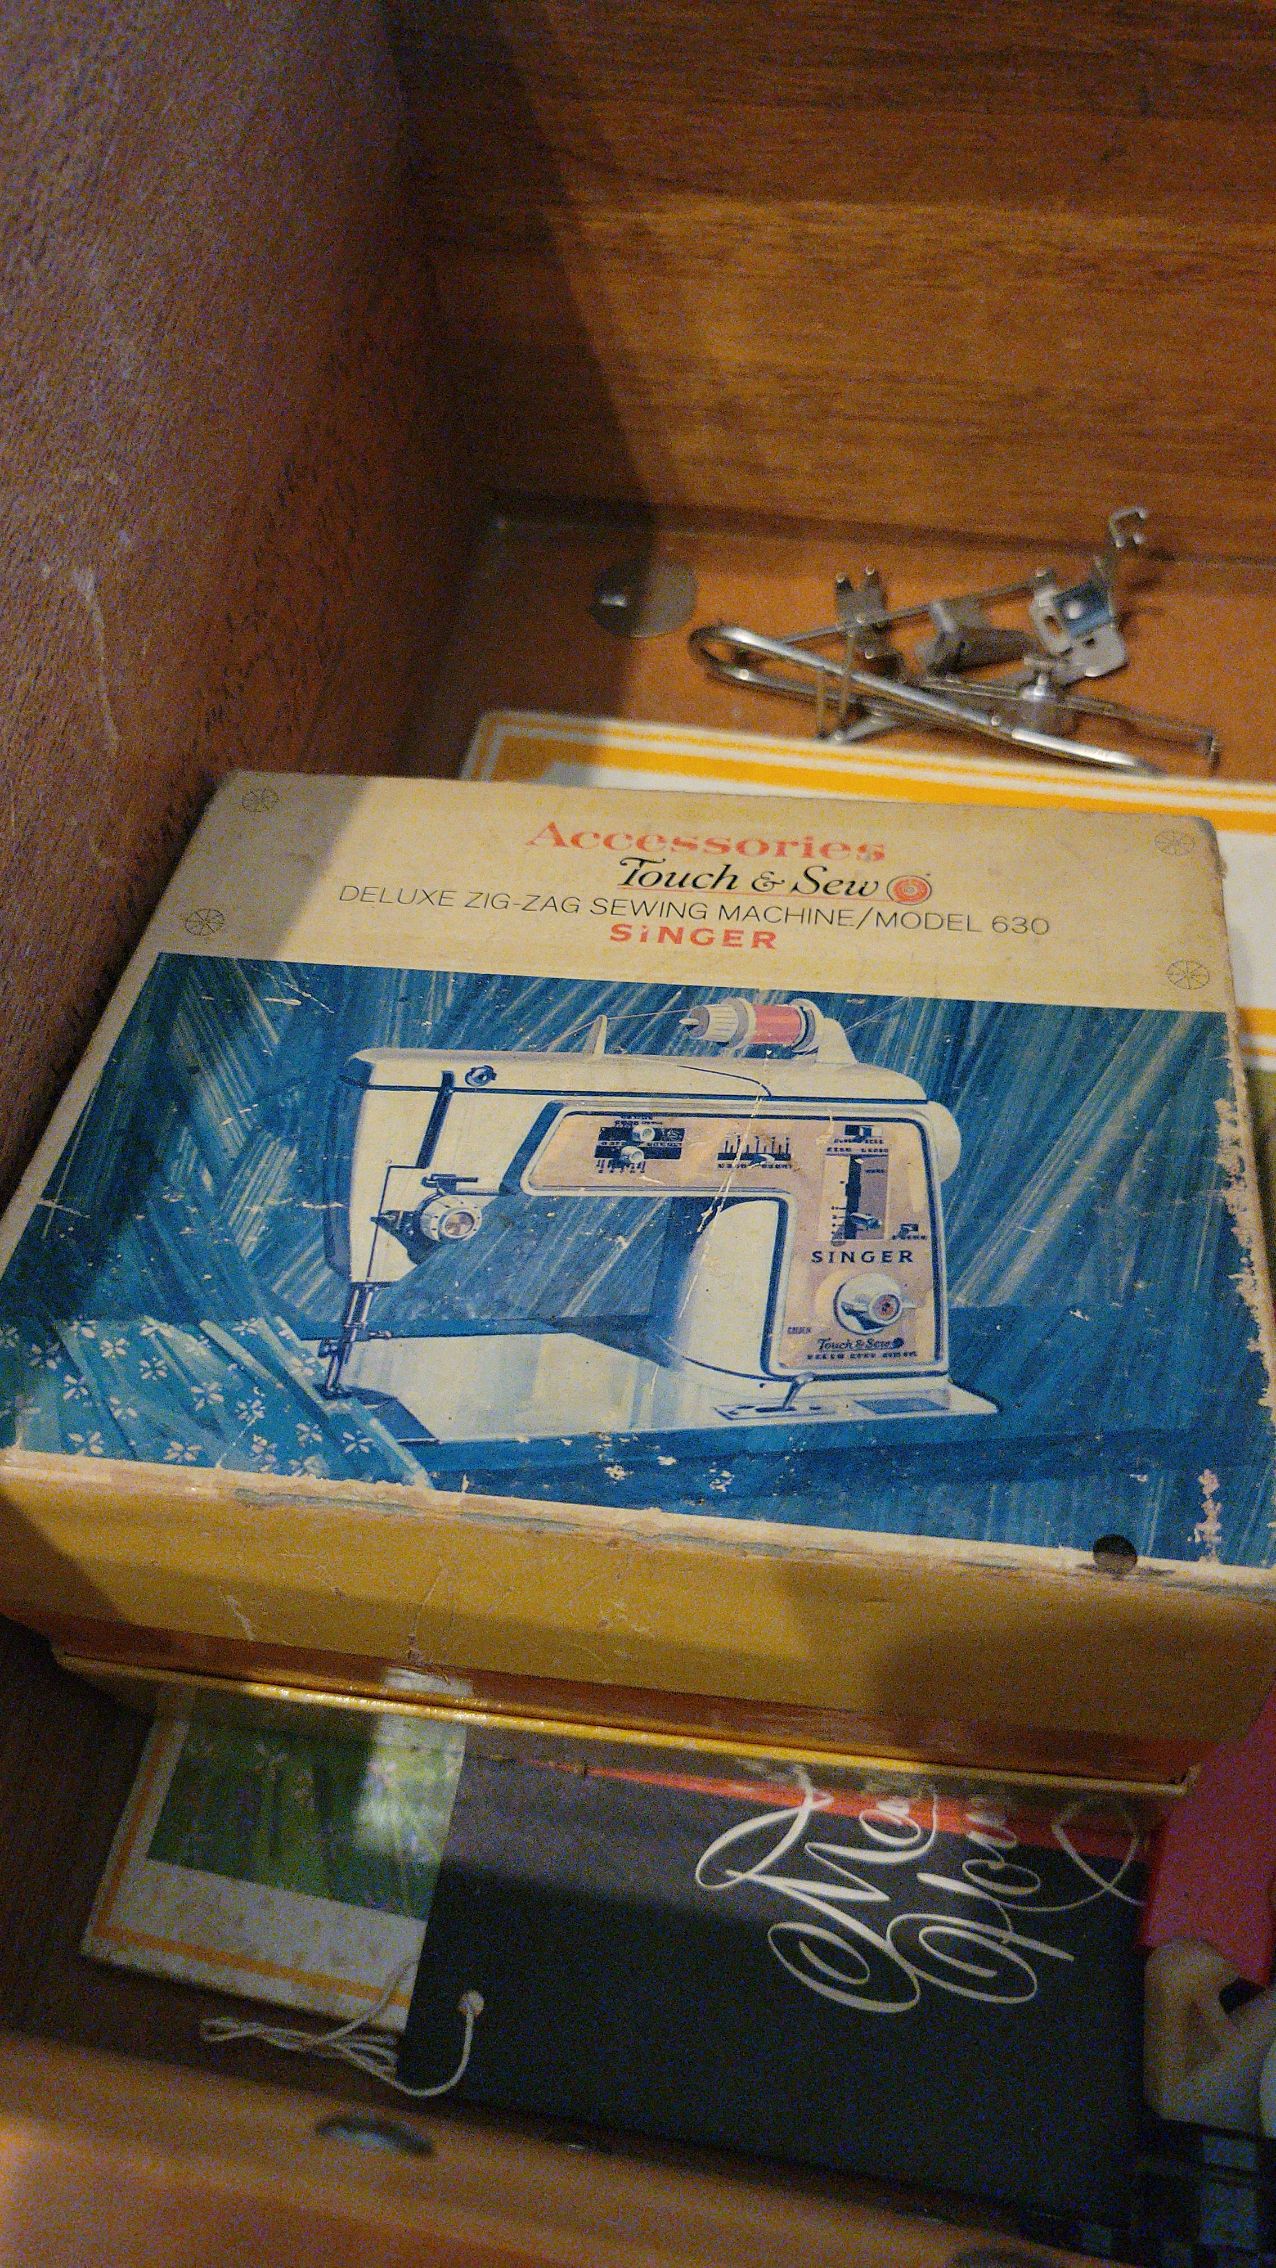 Accessories
Touch & Sew
DELUXE ZIG-ZAG SEWING MACHINE/MODEL 630
SINGER
SINGER
Touch & Sew